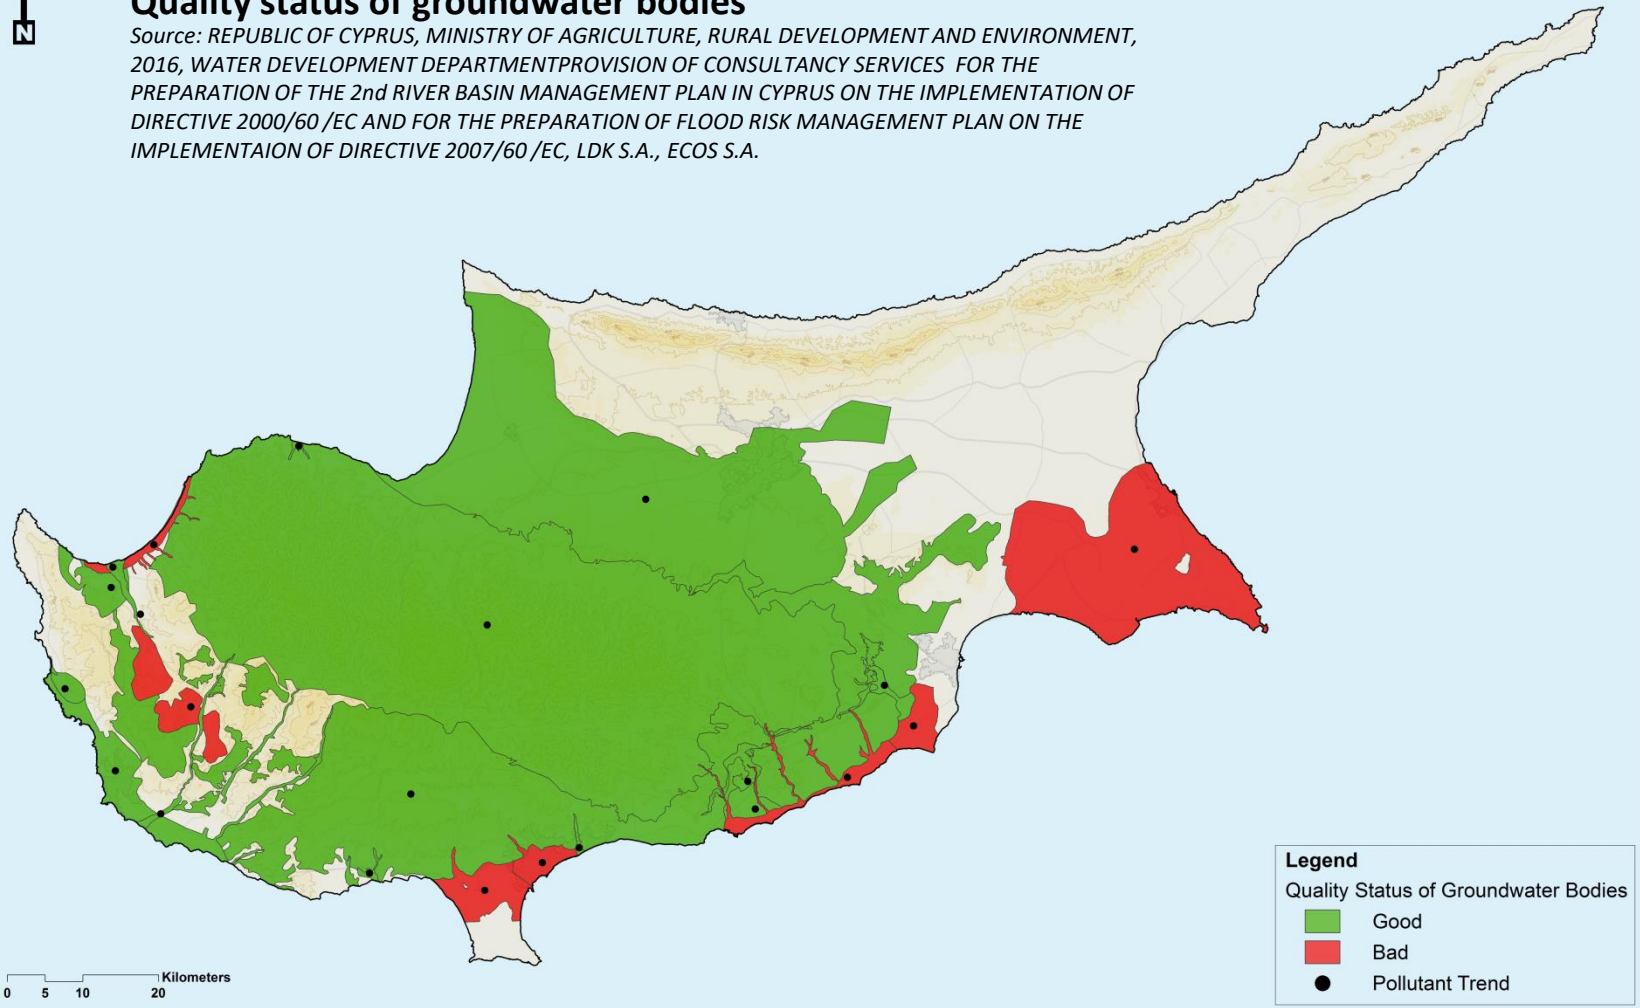 Quality status of groundwater bodies
N
Source: REPUBLIC OF CYPRUS, MINISTRY OF AGRICULTURE, RURAL DEVELOPMENT AND ENVIRONMENT,
2016, WATER DEVELOPMENT DEPARTMENTPROVISION OF CONSULTANCY SERVICES FOR THE
PREPARATION OF THE 2nd RIVER BASIN MANAGEMENT PLAN IN CYPRUS ON THE IMPLEMENTATION OF
DIRECTIVE 2000/60 /EC AND FOR THE PREPARATION OF FLOOD RISK MANAGEMENT PLAN ON THE
IMPLEMENTAION OF DIRECTIVE 2007/60 /EC, LDK S.A., ECOS S.A.
Legend
Quality Status of Groundwater Bodies
Good
Bad
Pollutant Trend
Kilometers
0 5 10 20